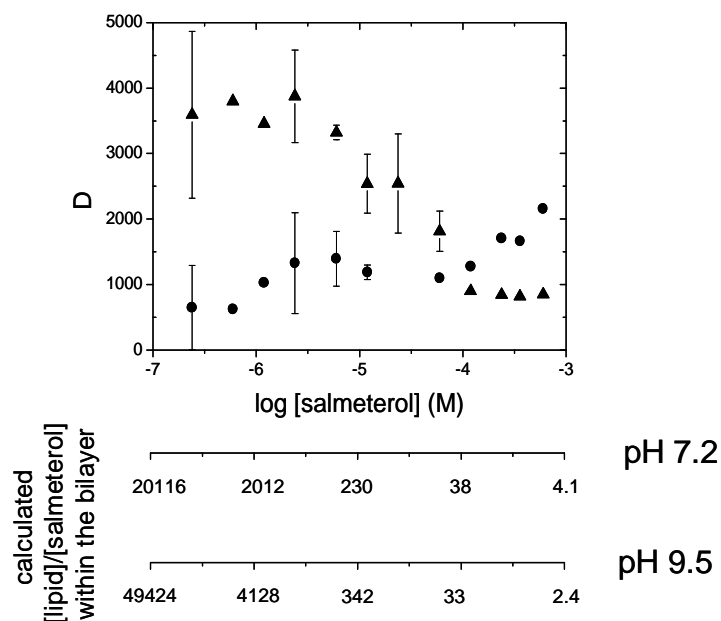 5000
4000
3000
2000
1000
0
D
-7 -6 -5 -4 -3
log [salmeterol] (M)
calculated
[lipid]/[salmeterol]
within the bilayer
pH 7.2
20116 2012 230 38 4.1
pH 9.5
49424 4128 342 33 2.4